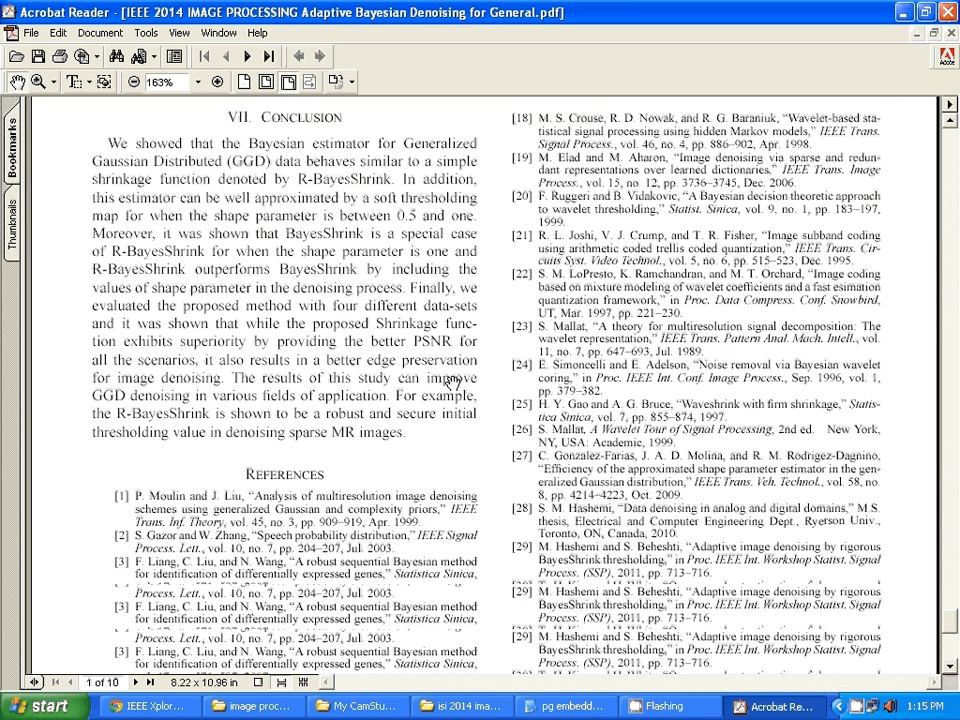 Acrobat Reader - [IEEE 2014 IMAGE PROCESSING Adaptive Bayesian Denoising for General.pdf]
File Edit Document Tools View Window Help
163%
Bookmarks
Thumbnails
VII. CONCLUSION
We showed that the Bayesian estimator for Generalized
Gaussian Distributed (GGD) data behaves similar to a simple
shrinkage function denoted by R-BayesShrink. In addition,
this estimator can be well approximated by a soft thresholding
map for when the shape parameter is between 0.5 and one.
Moreover, it was shown that BayesShrink is a special case
of R-BayesShrink for when the shape parameter is one and
R-BayesShrink outperforms BayesShrink by including the
values of shape parameter in the denoising process. Finally, we
evaluated the proposed method with four different data-sets
and it was shown that while the proposed Shrinkage func-
tion exhibits superiority by providing the better PSNR for
all the scenarios, it also results in a better edge preservation
for image denoising. The results of this study can improve
GGD denoising in various fields of application. For example,
the R-BayesShrink is shown to be a robust and secure initial
thresholding value in denoising sparse MR images.
REFERENCES
[1] P. Moulin and J. Liu, “Analysis of multiresolution image denoising
schemes using generalized Gaussian and complexity priors,” IEEE
Trans. Inf. Theory, vol. 45, no. 3, pp. 909–919, Apr. 1999.
[2] S. Gazor and W. Zhang, “Speech probability distribution,” IEEE Signal
Process. Lett., vol. 10, no. 7, pp. 204–207, Jul. 2003.
[3] F. Liang, C. Liu, and N. Wang, “A robust sequential Bayesian method
for identification of differentially expressed genes,” Statistica Sinica,
Process. Lett., vol. 10, no. 7, pp. 204–207, Jul. 2003.
[3] F. Liang, C. Liu, and N. Wang, “A robust sequential Bayesian method
for identification of differentially expressed genes,” Statistica Sinica,
Process. Lett., vol. 10, no. 7, pp. 204–207, Jul. 2003.
[3] F. Liang, C. Liu, and N. Wang, “A robust sequential Bayesian method
for identification of differentially expressed genes,” Statistica Sinica,
[18] M. S. Crouse, R. D. Nowak, and R. G. Baraniuk, “Wavelet-based sta-
tistical signal processing using hidden Markov models,” IEEE Trans.
Signal Process., vol. 46, no. 4, pp. 886–902, Apr. 1998.
[19] M. Elad and M. Aharon, “Image denoising via sparse and redun-
dant representations over learned dictionaries,” IEEE Trans. Image
Process., vol. 15, no. 12, pp. 3736–3745, Dec. 2006.
[20] F. Ruggeri and B. Vidakovic, “A Bayesian decision theoretic approach
to wavelet thresholding,” Statist. Sinica, vol. 9, no. 1, pp. 183–197,
1999.
[21] R. L. Joshi, V. J. Crump, and T. R. Fisher, “Image subband coding
using arithmetic coded trellis coded quantization,” IEEE Trans. Cir-
cuits Syst. Video Technol., vol. 5, no. 6, pp. 515–523, Dec. 1995.
[22] S. M. LoPresto, K. Ramchandran, and M. T. Orchard, “Image coding
based on mixture modeling of wavelet coefficients and a fast esimation
quantization framework,” in Proc. Data Compress. Conf. Snowbird,
UT, Mar. 1997, pp. 221–230.
[23] S. Mallat, “A theory for multiresolution signal decomposition: The
wavelet representation,” IEEE Trans. Pattern Anal. Mach. Intell., vol.
11, no. 7, pp. 647–693, Jul. 1989.
[24] E. Simoncelli and E. Adelson, “Noise removal via Bayesian wavelet
coring,” in Proc. IEEE Int. Conf. Image Process., Sep. 1996, vol. 1,
pp. 379–382.
[25] H. Y. Gao and A. G. Bruce, “Waveshrink with firm shrinkage,” Statis-
tica Sinica, vol. 7, pp. 855–874, 1997.
[26] S. Mallat, A Wavelet Tour of Signal Processing, 2nd ed. New York,
NY, USA: Academic, 1999.
[27] C. Gonzalez-Farias, J. A. D. Molina, and R. M. Rodrigez-Dagnino,
“Efficiency of the approximated shape parameter estimator in the gen-
eralized Gaussian distribution,” IEEE Trans. Veh. Technol., vol. 58, no.
8, pp. 4214–4223, Oct. 2009.
[28] S. M. Hashemi, “Data denoising in analog and digital domains,” M.S.
thesis, Electrical and Computer Engineering Dept., Ryerson Univ.,
Toronto, ON, Canada, 2010.
[29] M. Hashemi and S. Beheshti, “Adaptive image denoising by rigorous
BayesShrink thresholding,” in Proc. IEEE Int. Workshop Statist. Signal
Process. (SSP), 2011, pp. 713–716.
[29] M. Hashemi and S. Beheshti, “Adaptive image denoising by rigorous
BayesShrink thresholding,” in Proc. IEEE Int. Workshop Statist. Signal
Process. (SSP), 2011, pp. 713–716.
[29] M. Hashemi and S. Beheshti, “Adaptive image denoising by rigorous
BayesShrink thresholding,” in Proc. IEEE Int. Workshop Statist. Signal
Process. (SSP), 2011, pp. 713–716.
1 of 10 8.22 x 10.96 in
start IEEE Xplor... image proc... My CamStu... isi 2014 ima... pg embedd... Flashing Acrobat Re... 1:15 PM